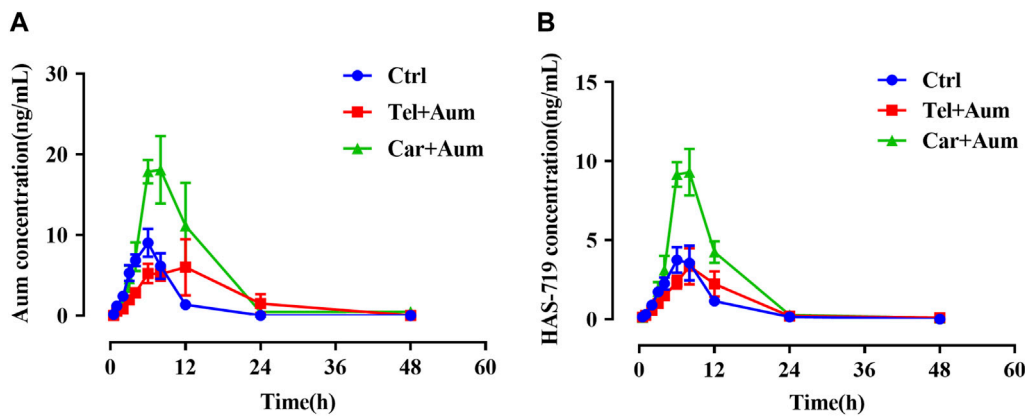 A
Aum concentration(ng/mL)
30
20
10
0
0
12
24
36
48
60
Time(h)
Ctrl
Tel+Aum
Car+Aum
B
HAS-719 concentration(ng/mL)
15
10
5
0
0
12
24
36
48
60
Time(h)
Ctrl
Tel+Aum
Car+Aum